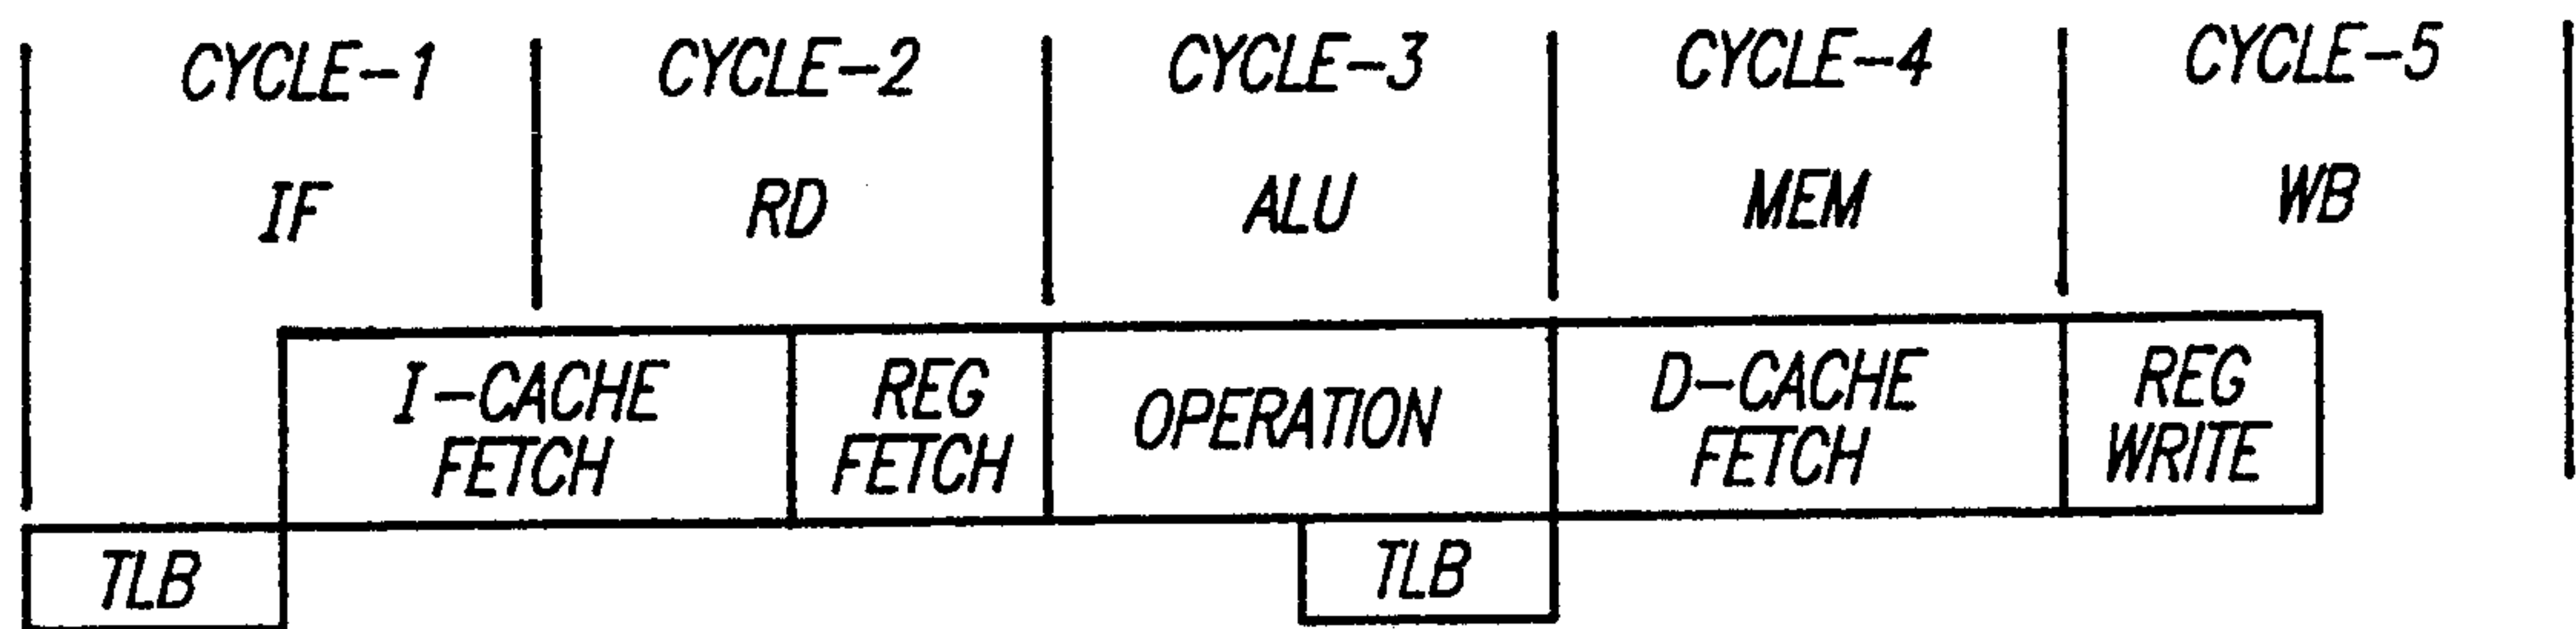 CYCLE-1 CYCLE-2 CYCLE-3 CYCLE-4 CYCLE-5
IF RD ALU MEM WB
I-CACHE FETCH REG FETCH OPERATION D-CACHE FETCH REG WRITE
TLB TLB